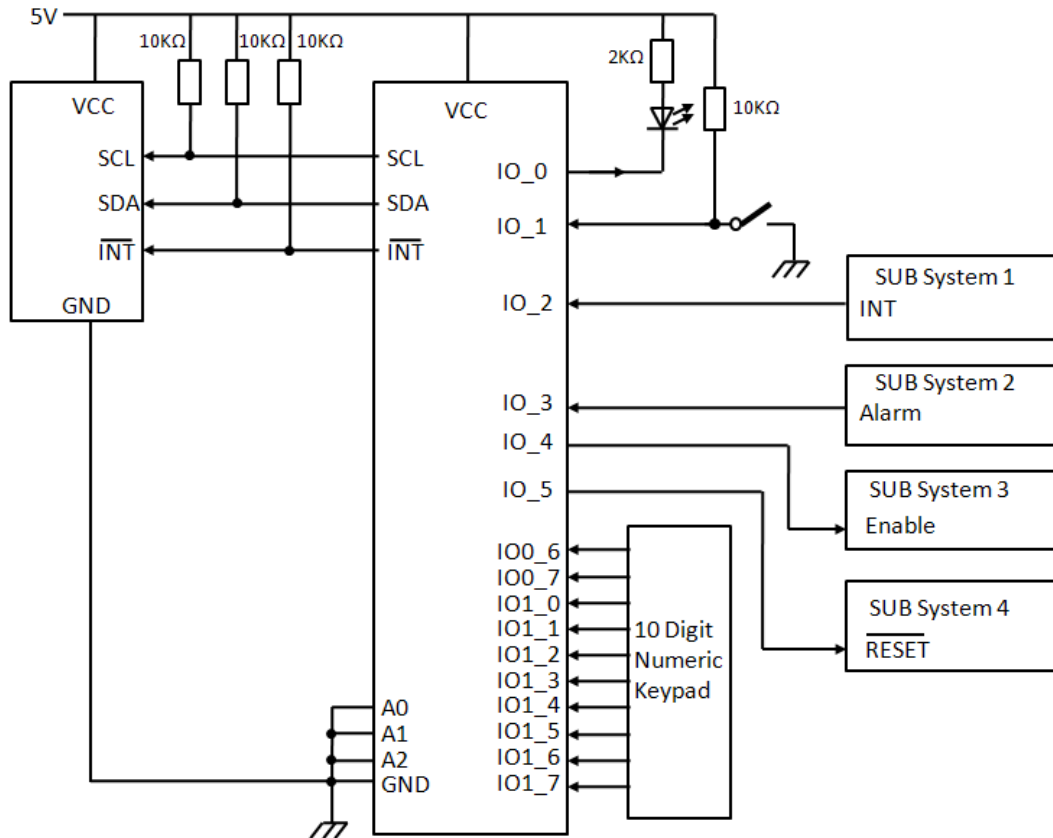 5V
10KΩ
10KΩ
10KΩ
2KΩ
10KΩ
VCC
SCL
SDA
INT
GND
VCC
SCL
SDA
INT
A0
A1
A2
GND
IO_0
IO_1
IO_2
IO_3
IO_4
IO_5
IO0_6
IO0_7
IO1_0
IO1_1
IO1_2
IO1_3
IO1_4
IO1_5
IO1_6
IO1_7
10 Digit
Numeric
Keypad
SUB System 1
INT
SUB System 2
Alarm
SUB System 3
Enable
SUB System 4
RESET